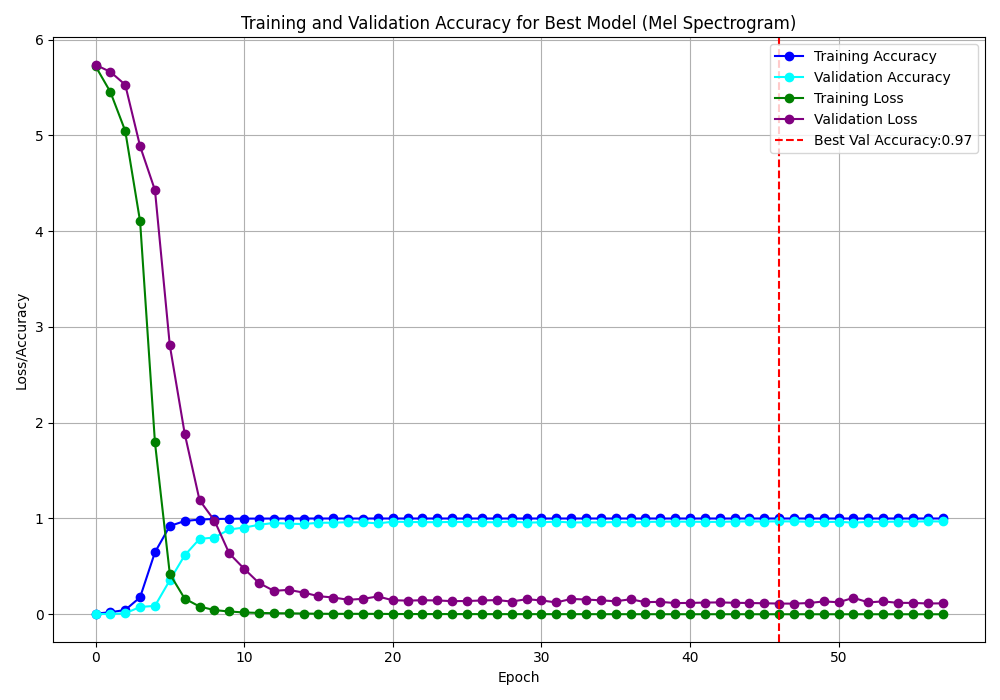 Training and Validation Accuracy for Best Model (Mel Spectrogram)
6
5
4
3
2
1
0
Loss/Accuracy
Training Accuracy
Validation Accuracy
Training Loss
Validation Loss
Best Val Accuracy:0.97
0 10 20 30 40 50
Epoch